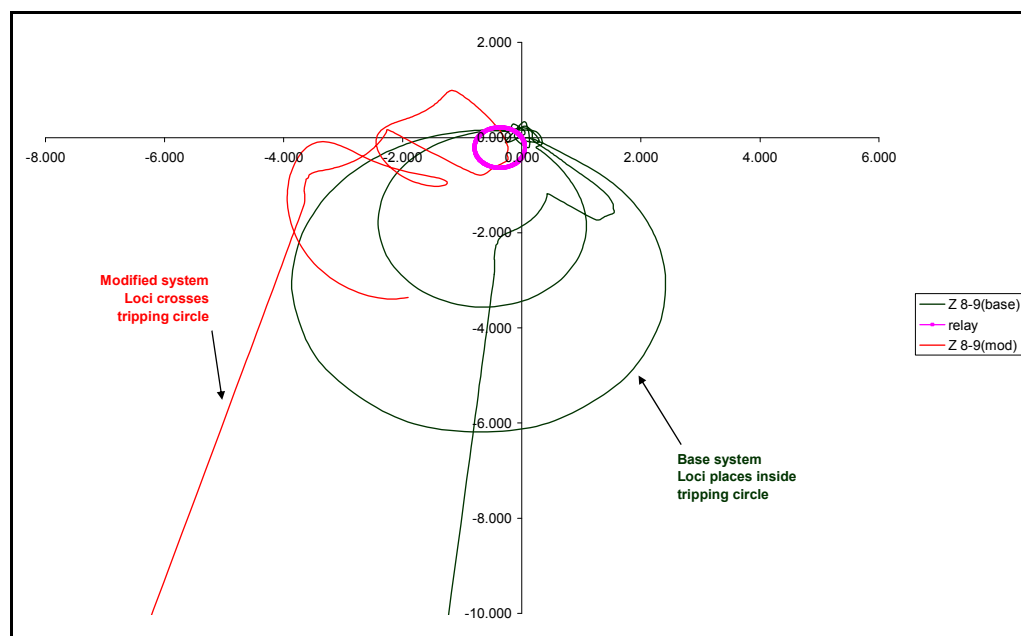 2.000
0.000
-8.000 -6.000 -4.000 -2.000 0.000 2.000 4.000 6.000
-2.000
Modified system
Loci crosses
tripping circle
Z 8-9(base)
relay
Z 8-9(mod)
-4.000
-6.000
Base system
Loci places inside
tripping circle
-8.000
-10.000